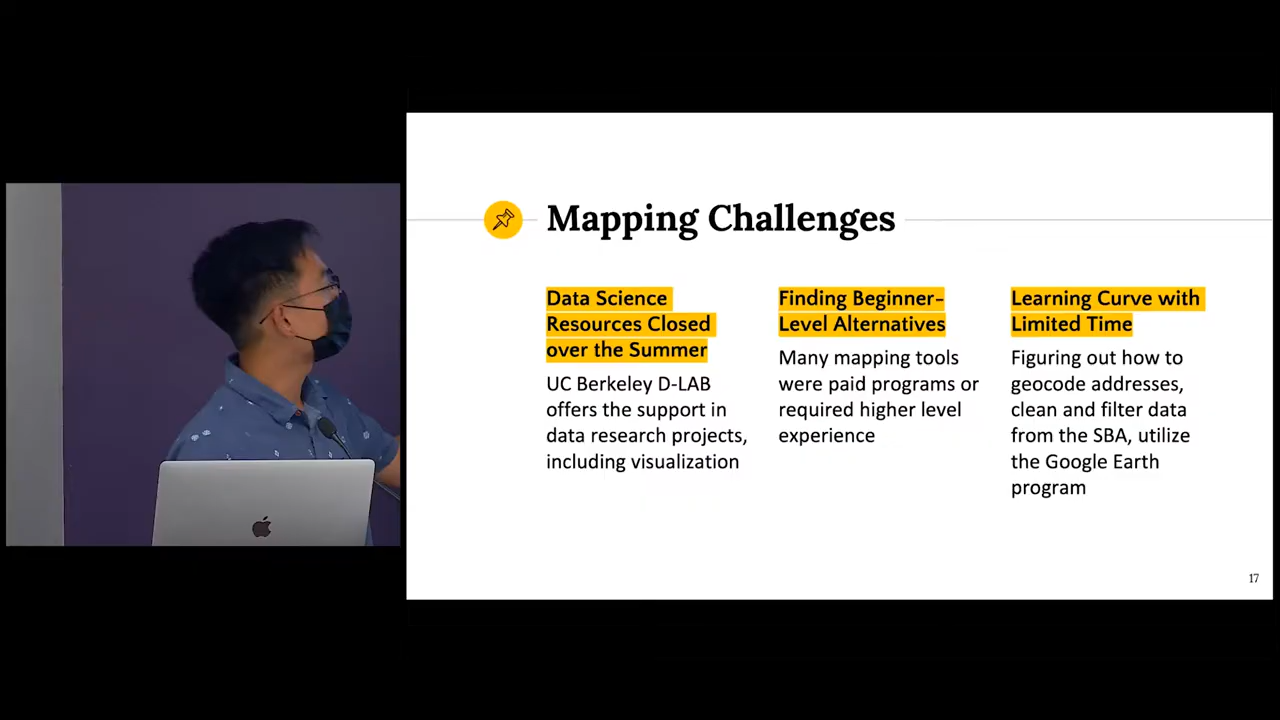 Mapping Challenges
Data Science
Resources Closed
over the Summer
UC Berkeley D-LAB
offers the support in
data research projects,
including visualization
Finding Beginner-
Level Alternatives
Many mapping tools
were paid programs or
required higher level
experience
Learning Curve with
Limited Time
Figuring out how to
geocode addresses,
clean and filter data
from the SBA, utilize
the Google Earth
program
17